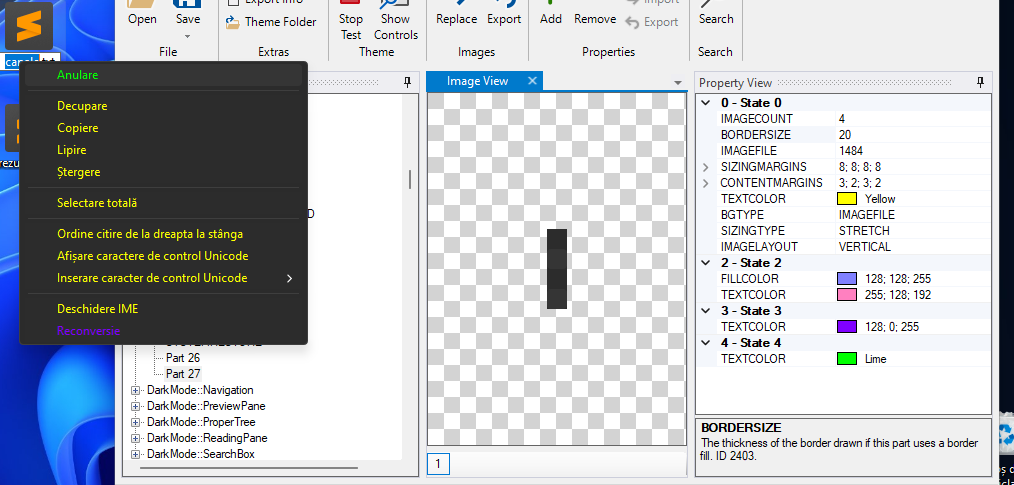 Export Info
Import
Open
Save
Theme Folder
Stop
Test
Show
Controls
Replace
Export
Add
Remove
Export
Search
File
Extras
Theme
Images
Properties
Search
Anulare
Decupare
Copiere
Lipire
Ștergere
Selectare totală
Ordine citire de la dreapta la stânga
Afișare caractere de control Unicode
Inserare caracter de control Unicode
Deschidere IME
Reconversie
Part 26
Part 27
DarkMode::Navigation
DarkMode::PreviewPane
DarkMode::ProperTree
DarkMode::ReadingPane
DarkMode::SearchBox
Image View
1
Property View
0 - State 0
IMAGECOUNT 4
BORDERSIZE 20
IMAGEFILE 1484
SIZINGMARGINS 8; 8; 8; 8
CONTENTMARGINS 3; 2; 3; 2
TEXTCOLOR Yellow
BGTYPE IMAGEFILE
SIZINGTYPE STRETCH
IMAGELAYOUT VERTICAL
2 - State 2
FILLCOLOR 128; 128; 255
TEXTCOLOR 255; 128; 192
3 - State 3
TEXTCOLOR 128; 0; 255
4 - State 4
TEXTCOLOR Lime
BORDERSIZE
The thickness of the border drawn if this part uses a border
fill. ID 2403.